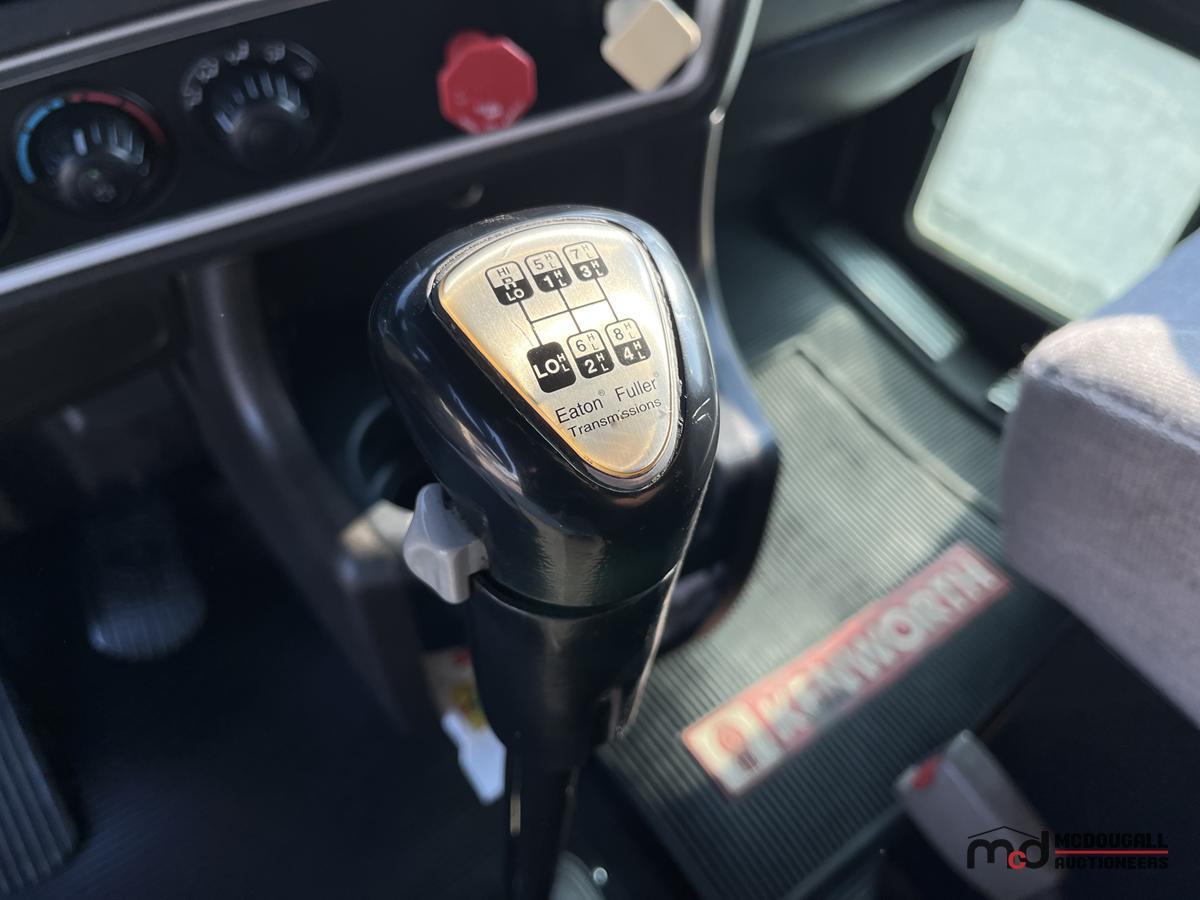 HI 5 H L 7 H L
R LO 1 H L 3 H L
6 H L 8 H L
LO H L 2 H L 4 H L
Eaton® Fuller®
Transmissions
KENWORTH
mcd MCDOUGALL
AUCTIONEERS